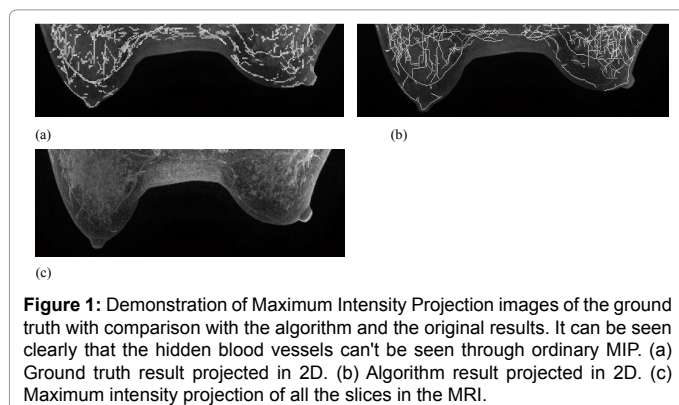 (a)
(b)
(c)
Figure 1: Demonstration of Maximum Intensity Projection images of the ground
truth with comparison with the algorithm and the original results. It can be seen
clearly that the hidden blood vessels can't be seen through ordinary MIP. (a)
Ground truth result projected in 2D. (b) Algorithm result projected in 2D. (c)
Maximum intensity projection of all the slices in the MRI.